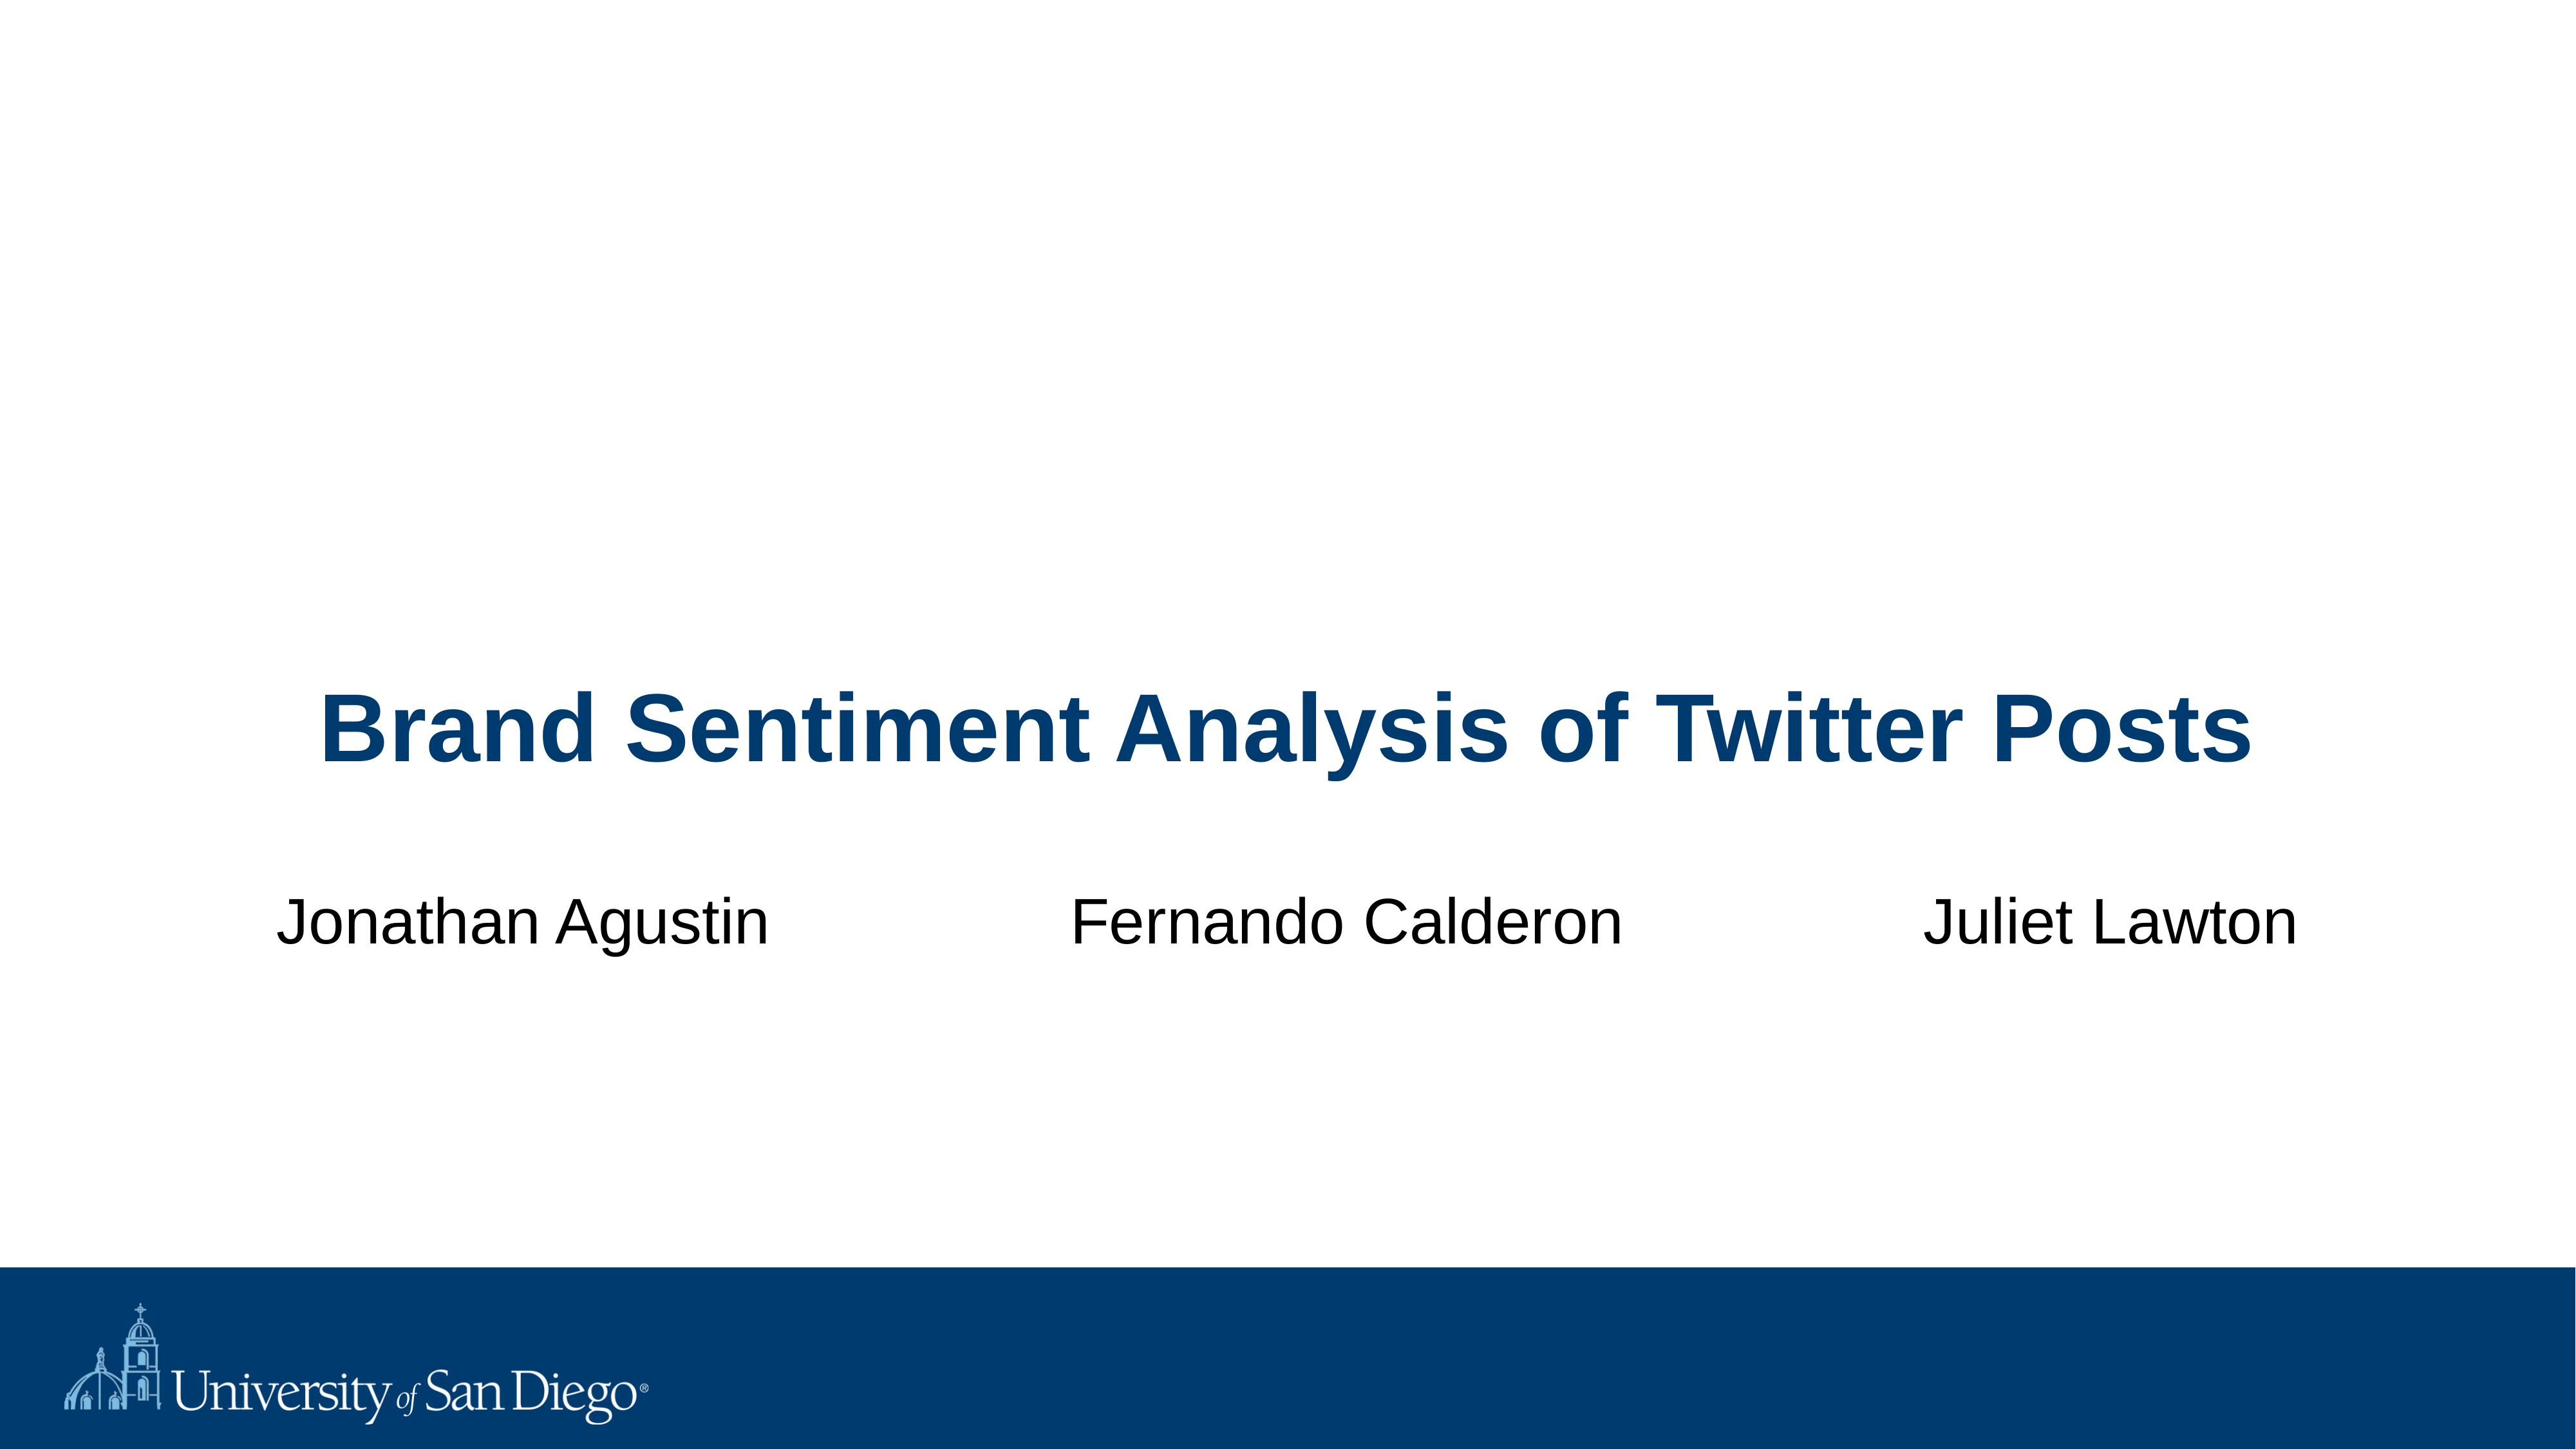 Brand Sentiment Analysis of Twitter Posts
Jonathan Agustin Fernando Calderon Juliet Lawton
University of San Diego®